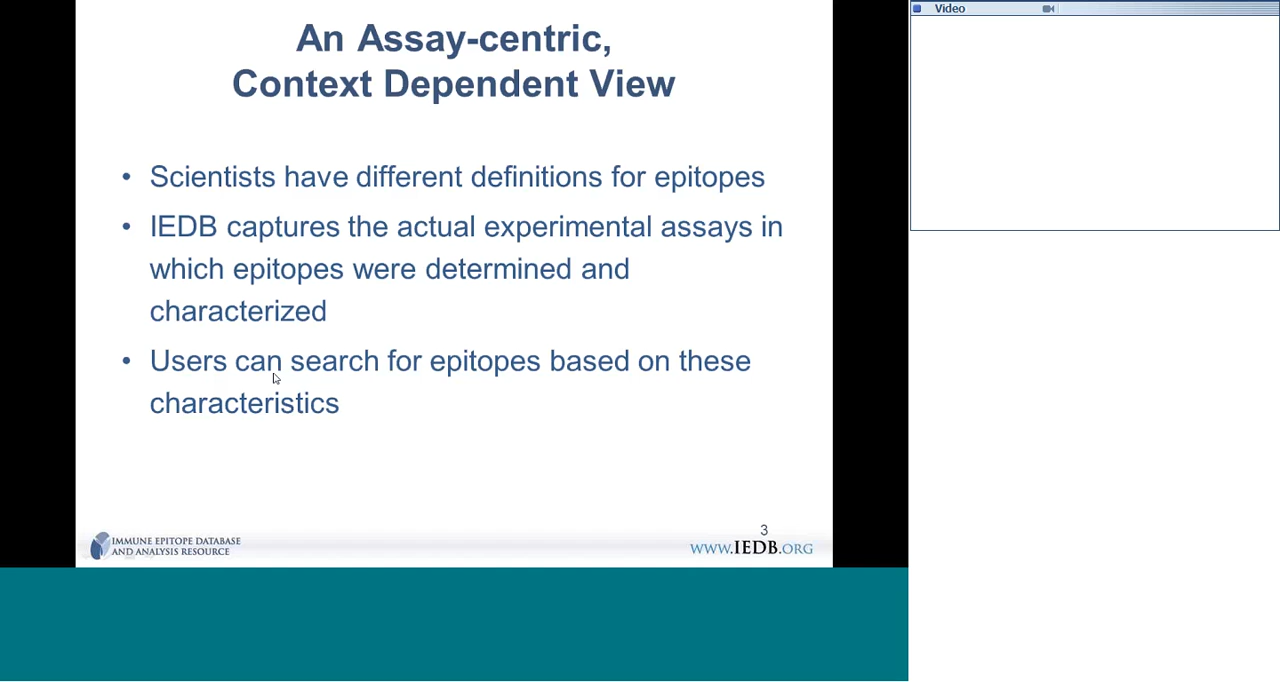 An Assay-centric,
Context Dependent View
• Scientists have different definitions for epitopes
• IEDB captures the actual experimental assays in
which epitopes were determined and
characterized
• Users can search for epitopes based on these
characteristics
3
IMMUNE EPITOPE DATABASE
AND ANALYSIS RESOURCE
WWW.IEDB.ORG
Video